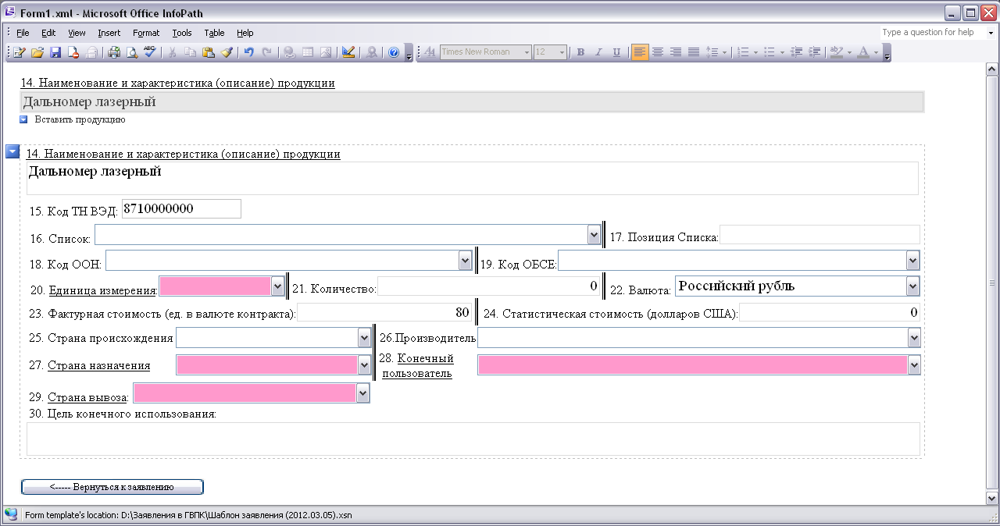 Form1.xml - Microsoft Office InfoPath
File Edit View Insert Format Tools Table Help
Type a question for help
Times New Roman 12
14. Наименование и характеристика (описание) продукции
Дальномер лазерный
Вставить продукцию
14. Наименование и характеристика (описание) продукции
Дальномер лазерный
15. Код ТН ВЭД: 8710000000
16. Список: 17. Позиция Списка:
18. Код ООН: 19. Код ОБСЕ:
20. Единица измерения: 21. Количество: 0 22. Валюта: Российский рубль
23. Фактурная стоимость (ед. в валюте контракта): 80 24. Статистическая стоимость (долларов США): 0
25. Страна происхождения 26.Производитель
27. Страна назначения 28. Конечный
пользователь
29. Страна вывоза:
30. Цель конечного использования:
<----- Вернуться к заявлению
Form template's location: D:\Заявления в ГВПК\Шаблон заявления (2012.03.05).xsn